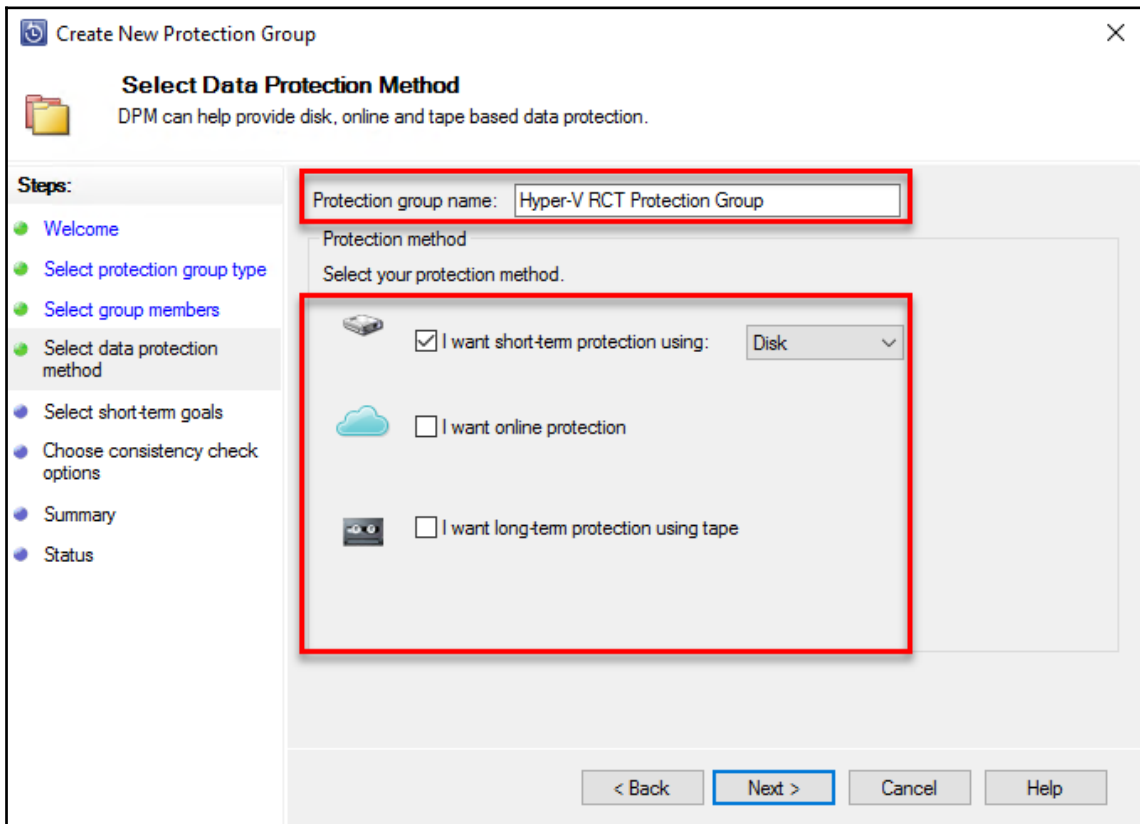 Create New Protection Group
Select Data Protection Method
DPM can help provide disk, online and tape based data protection.
Steps:
Welcome
Select protection group type
Select group members
Select data protection
method
Select short-term goals
Choose consistency check
options
Summary
Status
Protection group name: Hyper-V RCT Protection Group
Protection method
Select your protection method.
I want short-term protection using: Disk
I want online protection
I want long-term protection using tape
< Back Next > Cancel Help